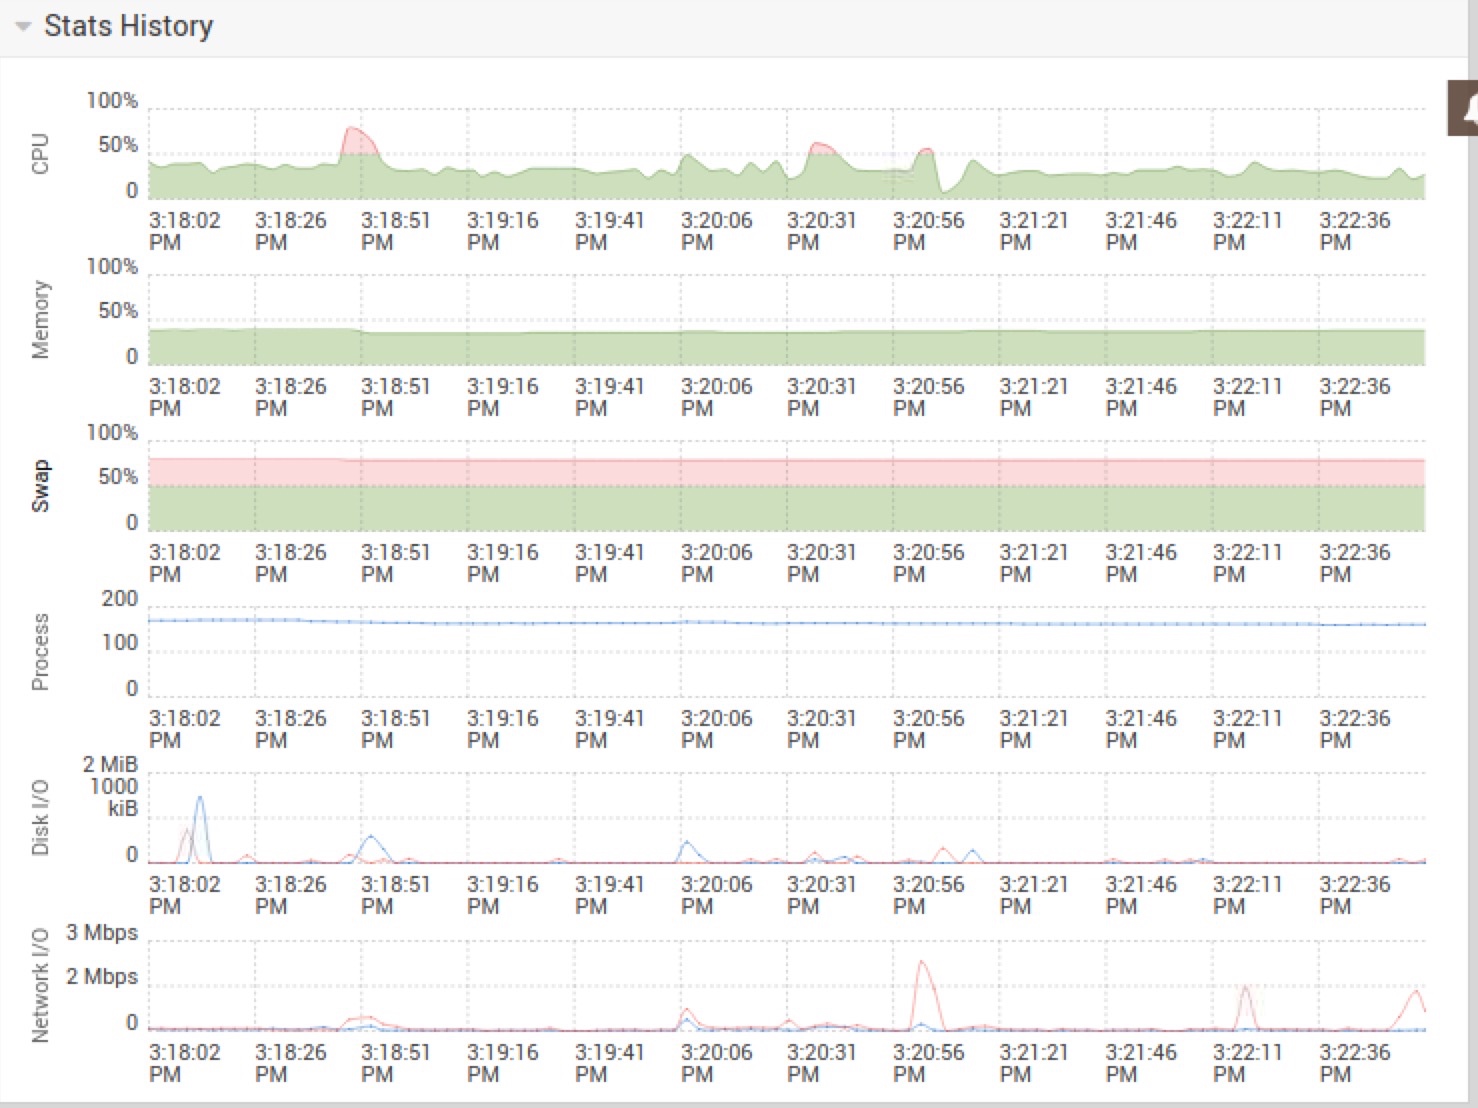 Stats History
CPU
100%
50%
0
3:18:02 3:18:26 3:18:51 3:19:16 3:19:41 3:20:06 3:20:31 3:20:56 3:21:21 3:21:46 3:22:11 3:22:36
PM PM PM PM PM PM PM PM PM PM PM PM
Memory
100%
50%
0
3:18:02 3:18:26 3:18:51 3:19:16 3:19:41 3:20:06 3:20:31 3:20:56 3:21:21 3:21:46 3:22:11 3:22:36
PM PM PM PM PM PM PM PM PM PM PM PM
Swap
100%
50%
0
3:18:02 3:18:26 3:18:51 3:19:16 3:19:41 3:20:06 3:20:31 3:20:56 3:21:21 3:21:46 3:22:11 3:22:36
PM PM PM PM PM PM PM PM PM PM PM PM
Process
200
100
0
3:18:02 3:18:26 3:18:51 3:19:16 3:19:41 3:20:06 3:20:31 3:20:56 3:21:21 3:21:46 3:22:11 3:22:36
PM PM PM PM PM PM PM PM PM PM PM PM
Disk I/O
2 MiB
1000
kiB
0
3:18:02 3:18:26 3:18:51 3:19:16 3:19:41 3:20:06 3:20:31 3:20:56 3:21:21 3:21:46 3:22:11 3:22:36
PM PM PM PM PM PM PM PM PM PM PM PM
Network I/O
3 Mbps
2 Mbps
0
3:18:02 3:18:26 3:18:51 3:19:16 3:19:41 3:20:06 3:20:31 3:20:56 3:21:21 3:21:46 3:22:11 3:22:36
PM PM PM PM PM PM PM PM PM PM PM PM